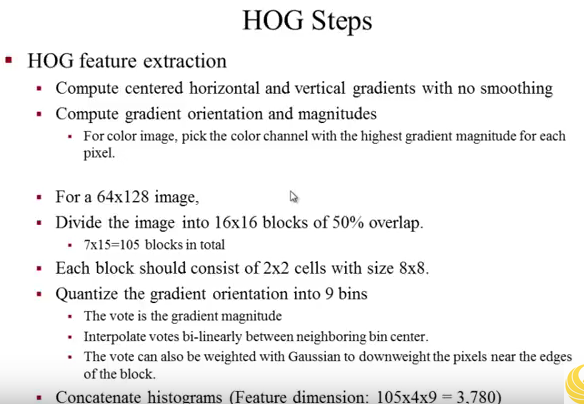 HOG Steps
HOG feature extraction
Compute centered horizontal and vertical gradients with no smoothing
Compute gradient orientation and magnitudes
For color image, pick the color channel with the highest gradient magnitude for each
pixel.
For a 64x128 image,
Divide the image into 16x16 blocks of 50% overlap.
7x15=105 blocks in total
Each block should consist of 2x2 cells with size 8x8.
Quantize the gradient orientation into 9 bins
The vote is the gradient magnitude
Interpolate votes bi-linearly between neighboring bin center.
The vote can also be weighted with Gaussian to downweight the pixels near the edges
of the block.
Concatenate histograms (Feature dimension: 105x4x9 = 3,780)